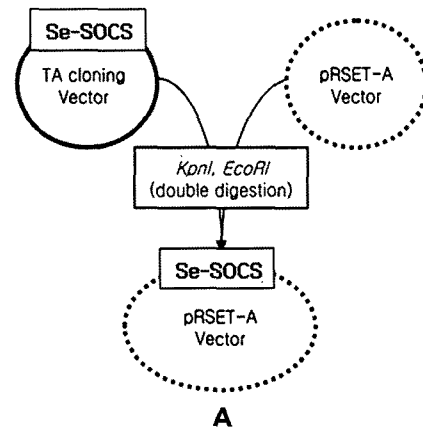 Se-SOCS
TA cloning
Vector
pRSET-A
Vector
KpnI, EcoRI
(double digestion)
Se-SOCS
pRSET-A
Vector
A